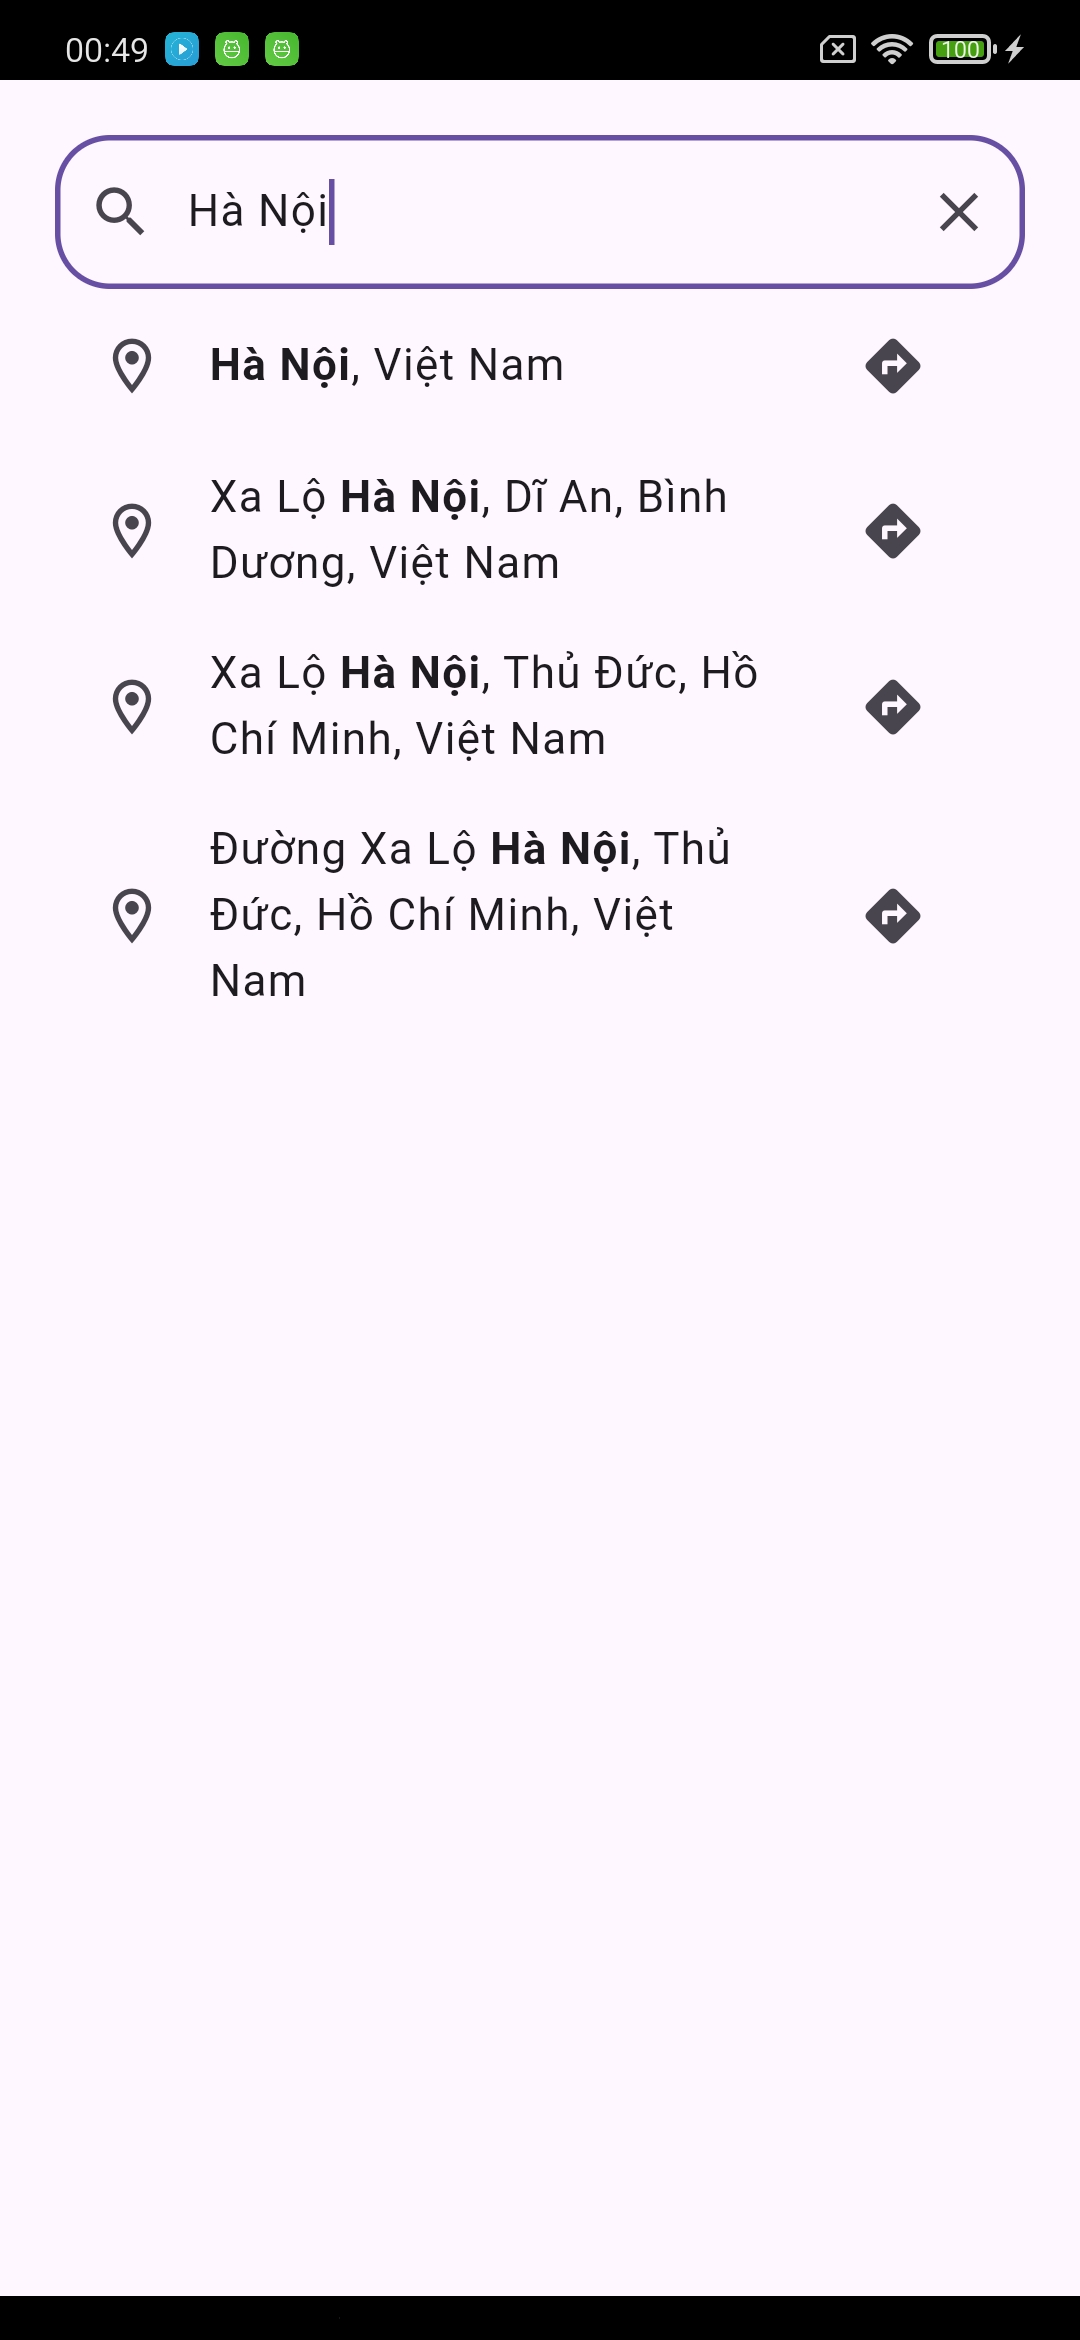 00:49
100
Hà Nội
Hà Nội, Việt Nam
Xa Lộ Hà Nội, Dĩ An, Bình
Dương, Việt Nam
Xa Lộ Hà Nội, Thủ Đức, Hồ
Chí Minh, Việt Nam
Đường Xa Lộ Hà Nội, Thủ
Đức, Hồ Chí Minh, Việt
Nam